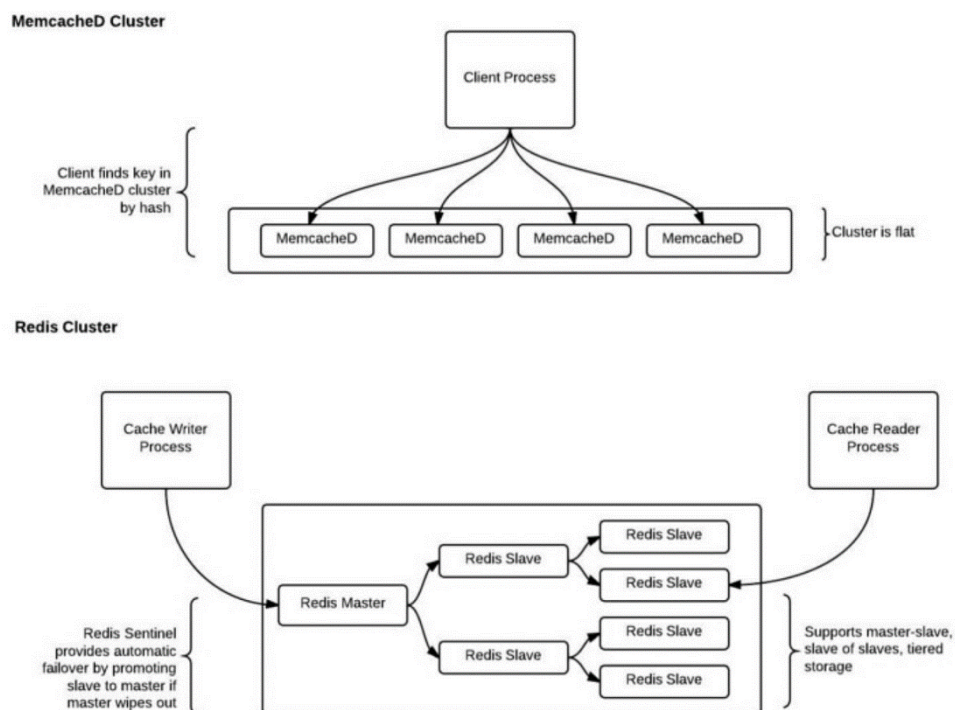 MemcacheD Cluster
Client Process
Client finds key in
MemcacheD cluster
by hash
MemcacheD
MemcacheD
MemcacheD
MemcacheD
Cluster is flat
Redis Cluster
Cache Writer
Process
Cache Reader
Process
Redis Master
Redis Slave
Redis Slave
Redis Slave
Redis Slave
Redis Slave
Redis Slave
Redis Sentinel
provides automatic
failover by promoting
slave to master if
master wipes out
Supports master-slave,
slave of slaves, tiered
storage